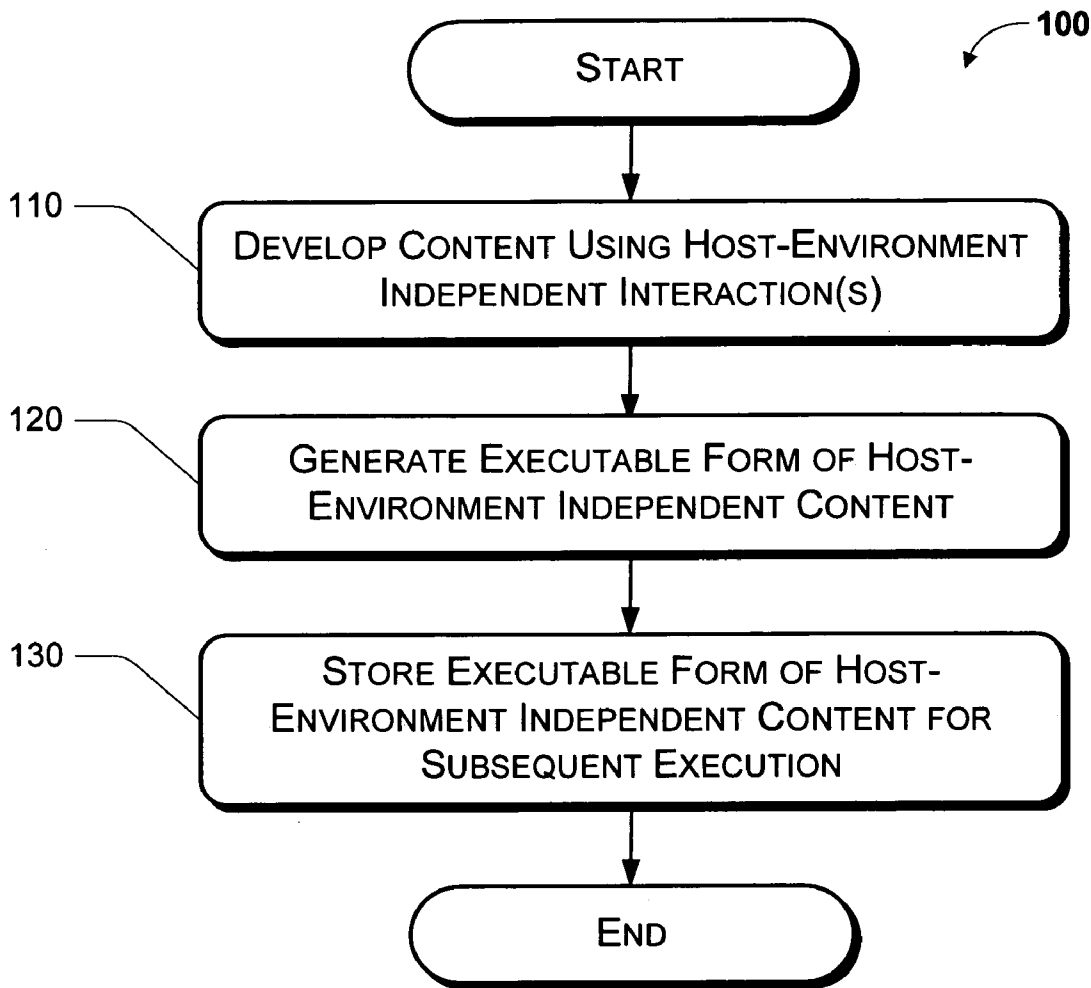 100
START
110
DEVELOP CONTENT USING HOST-ENVIRONMENT
INDEPENDENT INTERACTION(S)
120
GENERATE EXECUTABLE FORM OF HOST-
ENVIRONMENT INDEPENDENT CONTENT
130
STORE EXECUTABLE FORM OF HOST-
ENVIRONMENT INDEPENDENT CONTENT FOR
SUBSEQUENT EXECUTION
END